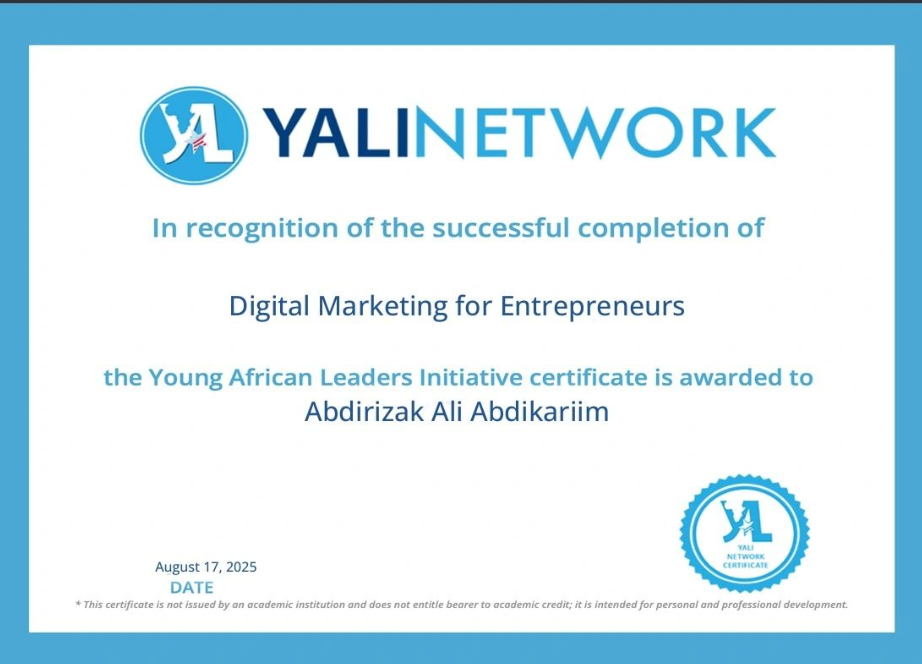 YALINETWORK
In recognition of the successful completion of
Digital Marketing for Entrepreneurs
the Young African Leaders Initiative certificate is awarded to
Abdirizak Ali Abdikariim
YAL
YALI
NETWORK
CERTIFICATE
August 17, 2025
DATE
* This certificate is not issued by an academic institution and does not entitle bearer to academic credit; it is intended for personal and professional development.